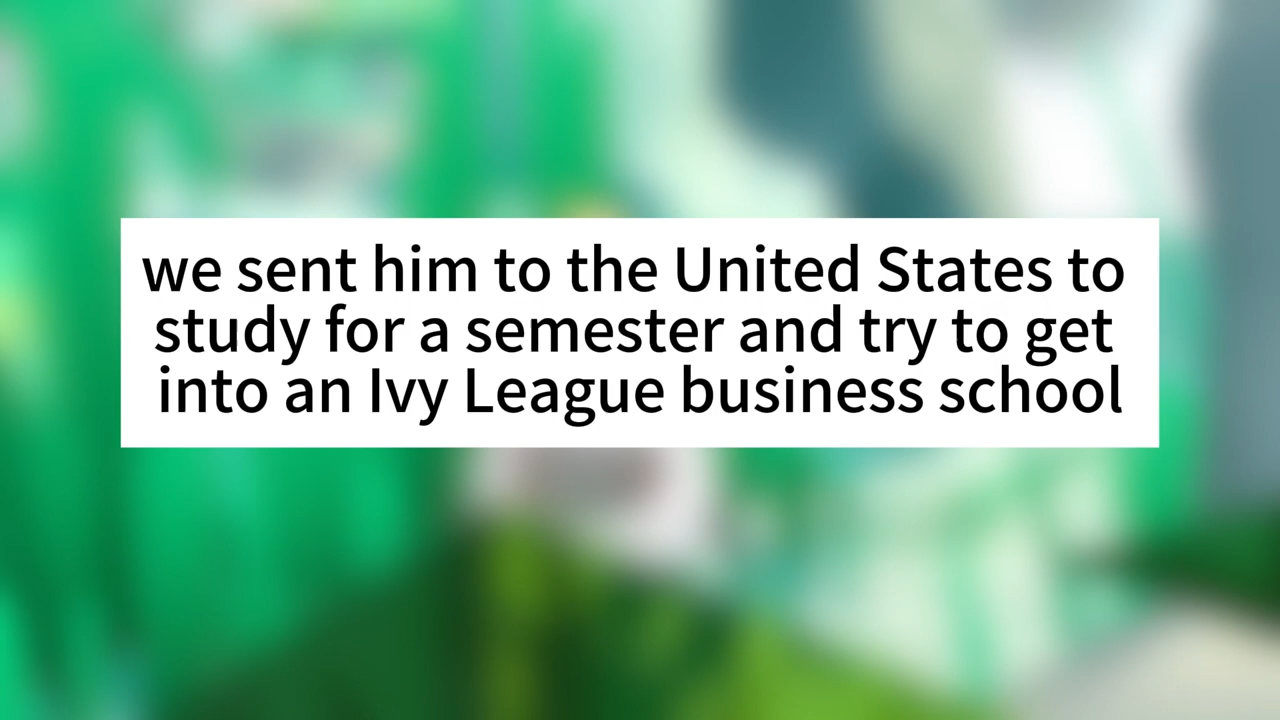 we sent him to the United States to
study for a semester and try to get
into an Ivy League business school